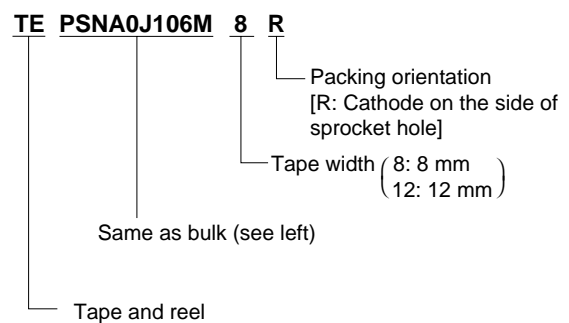 TE PSNA0J106M 8 R
Packing orientation
[R: Cathode on the side of
sprocket hole]
Tape width (8: 8 mm
12: 12 mm)
Same as bulk (see left)
Tape and reel